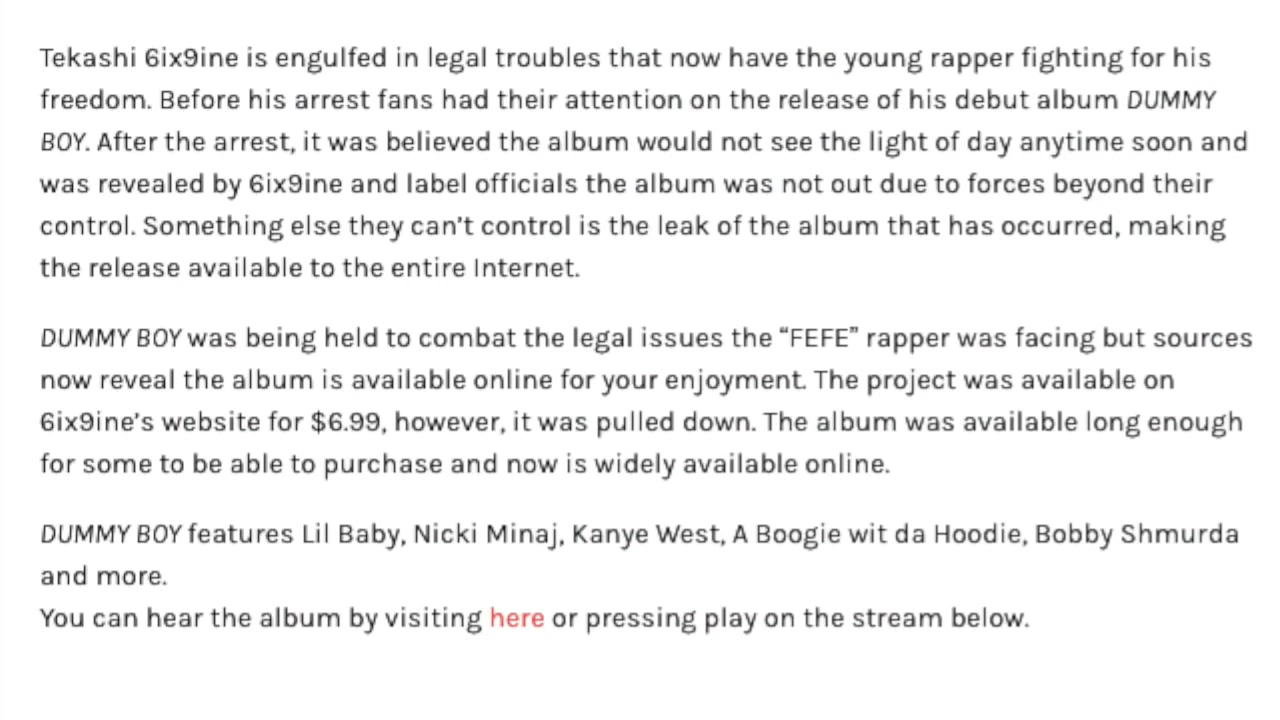 Tekashi 6ix9ine is engulfed in legal troubles that now have the young rapper fighting for his
freedom. Before his arrest fans had their attention on the release of his debut album DUMMY
BOY. After the arrest, it was believed the album would not see the light of day anytime soon and
was revealed by 6ix9ine and label officials the album was not out due to forces beyond their
control. Something else they can’t control is the leak of the album that has occurred, making
the release available to the entire Internet.
DUMMY BOY was being held to combat the legal issues the “FEFE” rapper was facing but sources
now reveal the album is available online for your enjoyment. The project was available on
6ix9ine’s website for $6.99, however, it was pulled down. The album was available long enough
for some to be able to purchase and now is widely available online.
DUMMY BOY features Lil Baby, Nicki Minaj, Kanye West, A Boogie wit da Hoodie, Bobby Shmurda
and more.
You can hear the album by visiting here or pressing play on the stream below.